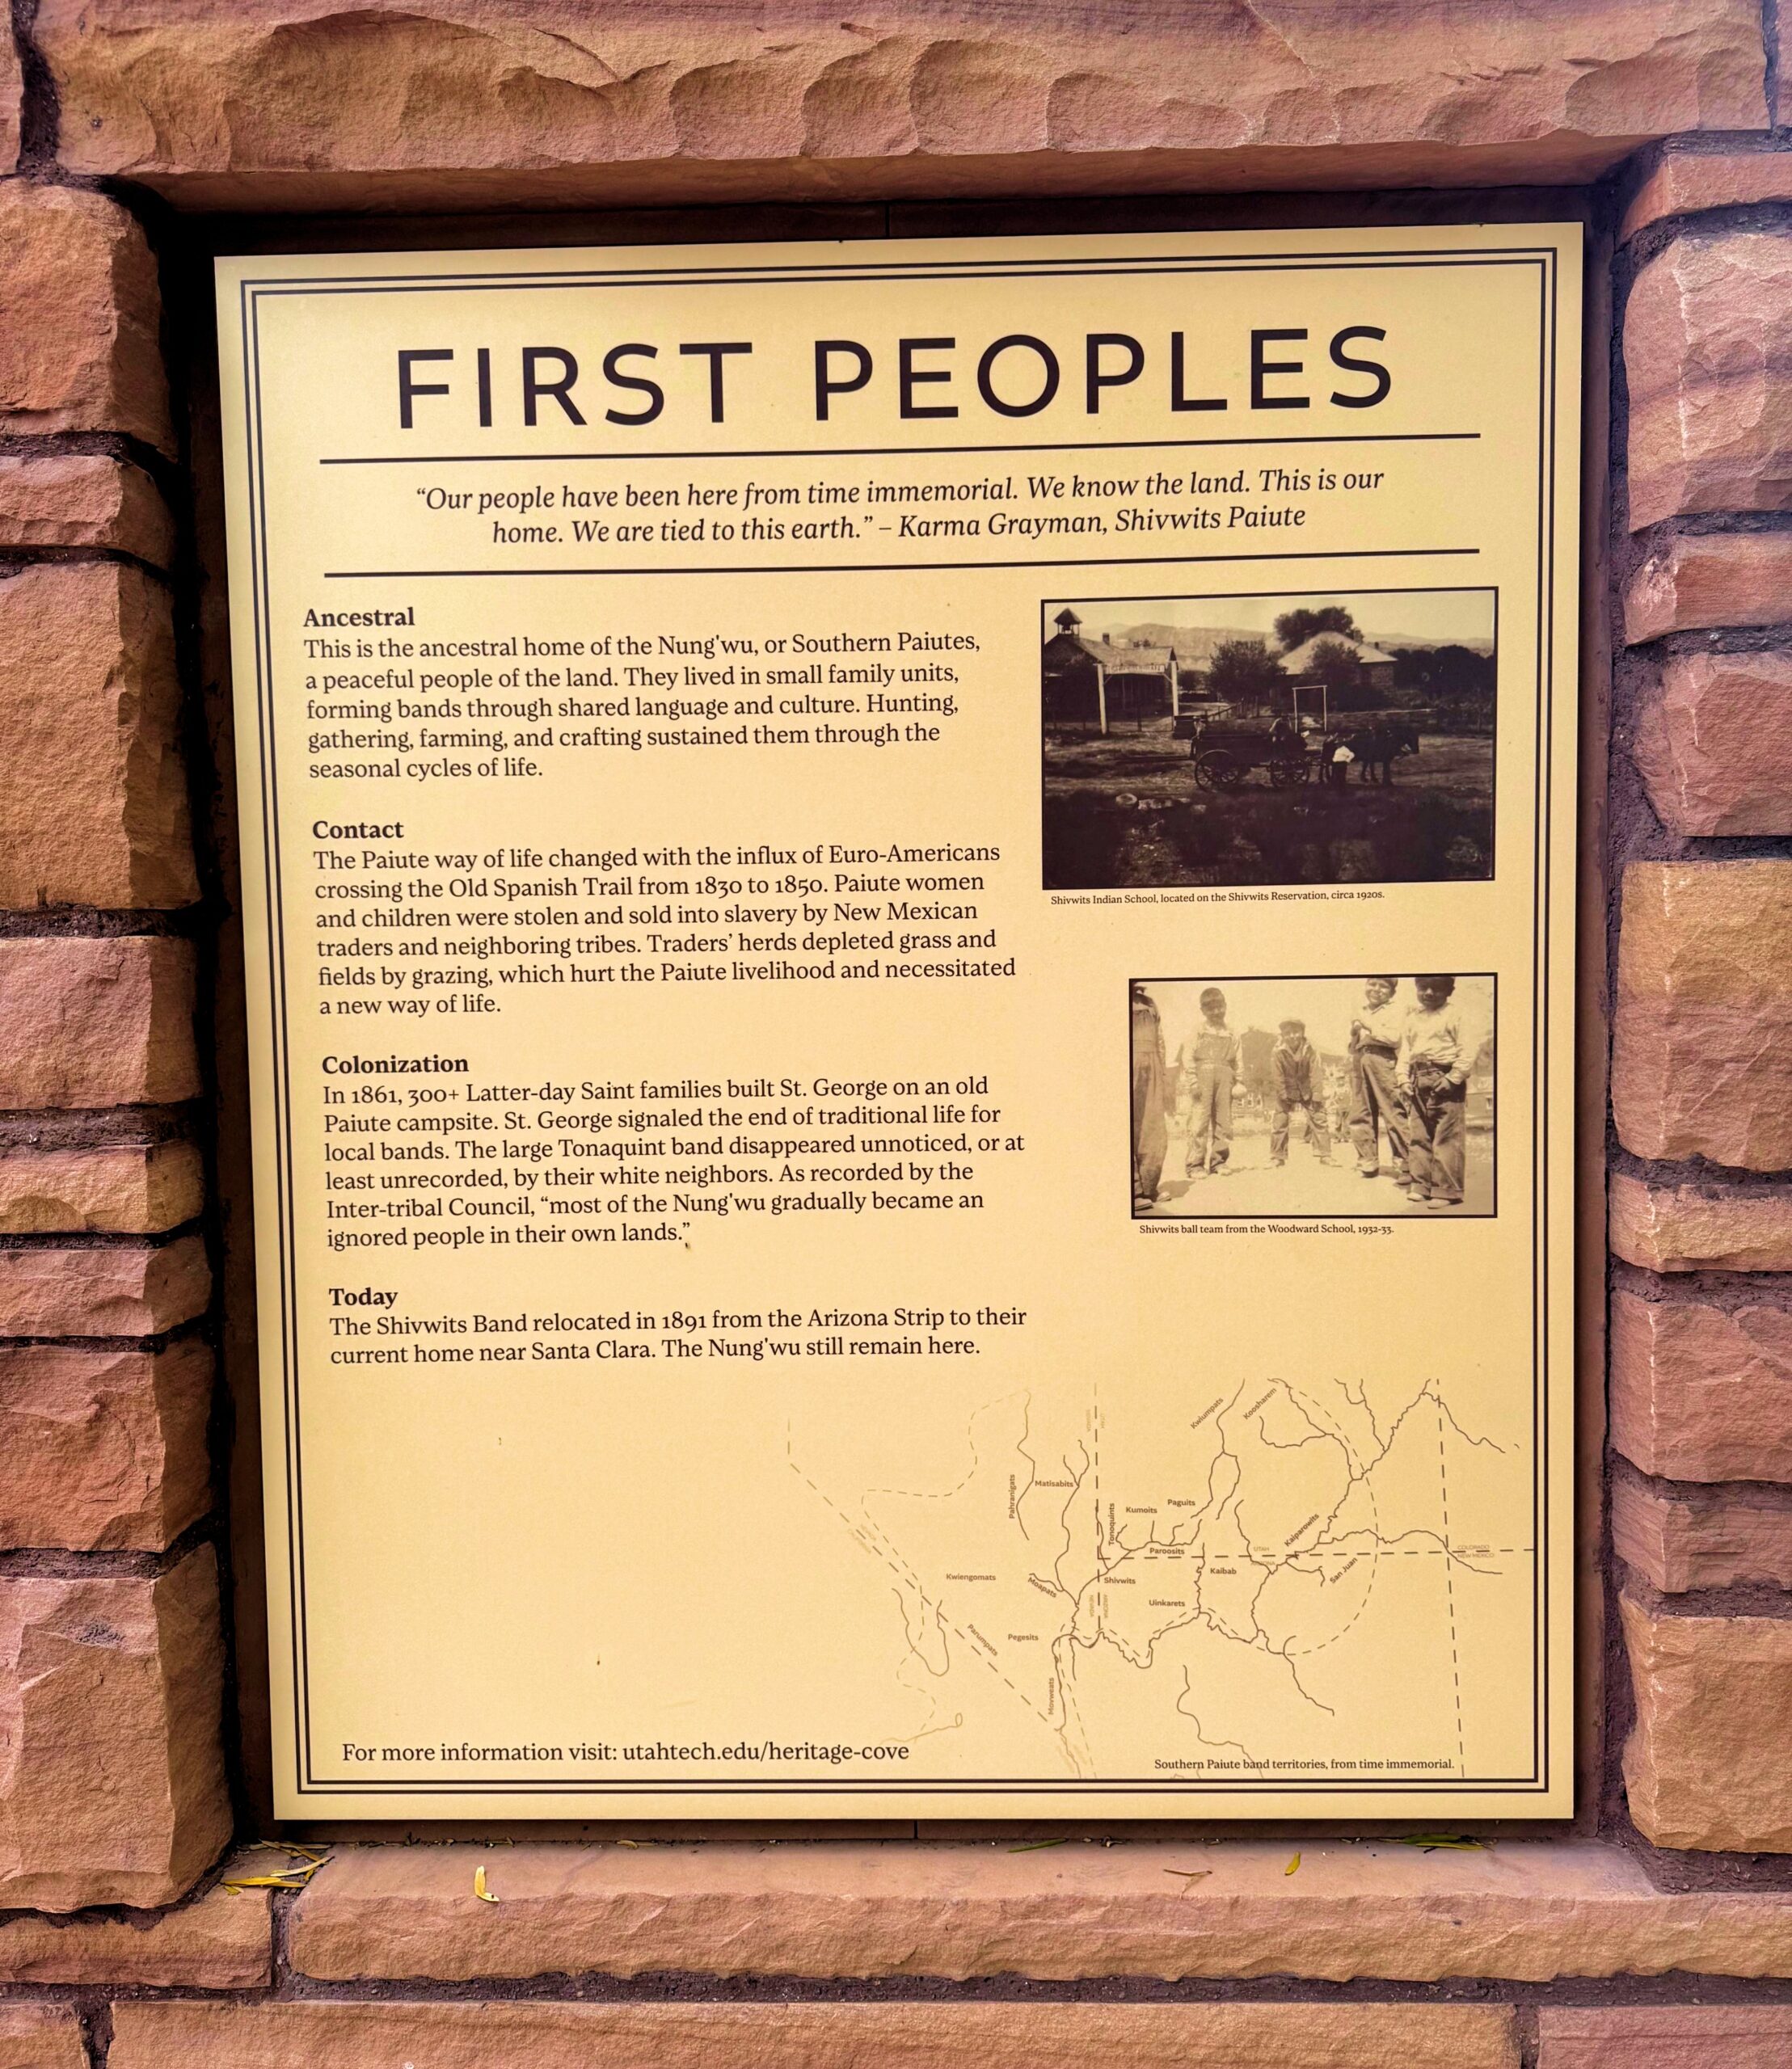 FIRST PEOPLES
“Our people have been here from time immemorial. We know the land. This is our
home. We are tied to this earth.” – Karma Grayman, Shivwits Paiute
Ancestral
This is the ancestral home of the Nung'wu, or Southern Paiutes,
a peaceful people of the land. They lived in small family units,
forming bands through shared language and culture. Hunting,
gathering, farming, and crafting sustained them through the
seasonal cycles of life.
Contact
The Paiute way of life changed with the influx of Euro-Americans
crossing the Old Spanish Trail from 1830 to 1850. Paiute women
and children were stolen and sold into slavery by New Mexican
traders and neighboring tribes. Traders’ herds depleted grass and
fields by grazing, which hurt the Paiute livelihood and necessitated
a new way of life.
Colonization
In 1861, 300+ Latter-day Saint families built St. George on an old
Paiute campsite. St. George signaled the end of traditional life for
local bands. The large Tonaquint band disappeared unnoticed, or at
least unrecorded, by their white neighbors. As recorded by the
Inter-tribal Council, “most of the Nung'wu gradually became an
ignored people in their own lands.”
Today
The Shivwits Band relocated in 1891 from the Arizona Strip to their
current home near Santa Clara. The Nung'wu still remain here.
Shivwits Indian School, located on the Shivwits Reservation, circa 1920s.
Shivwits ball team from the Woodward School, 1932-33.
Kwiumpats
Koosharem
Pahranigats
Matisabits
Tonoquints
Kumoits
Paguits
Kaiparowits
Paroosits
UTAH
COLORADO
NEW MEXICO
Kwiengomats
Moapats
Shivwits
Kaibab
San Juan
Uinkarets
Parumpats
Pegesits
Movweats
For more information visit: utahtech.edu/heritage-cove
Southern Paiute band territories, from time immemorial.